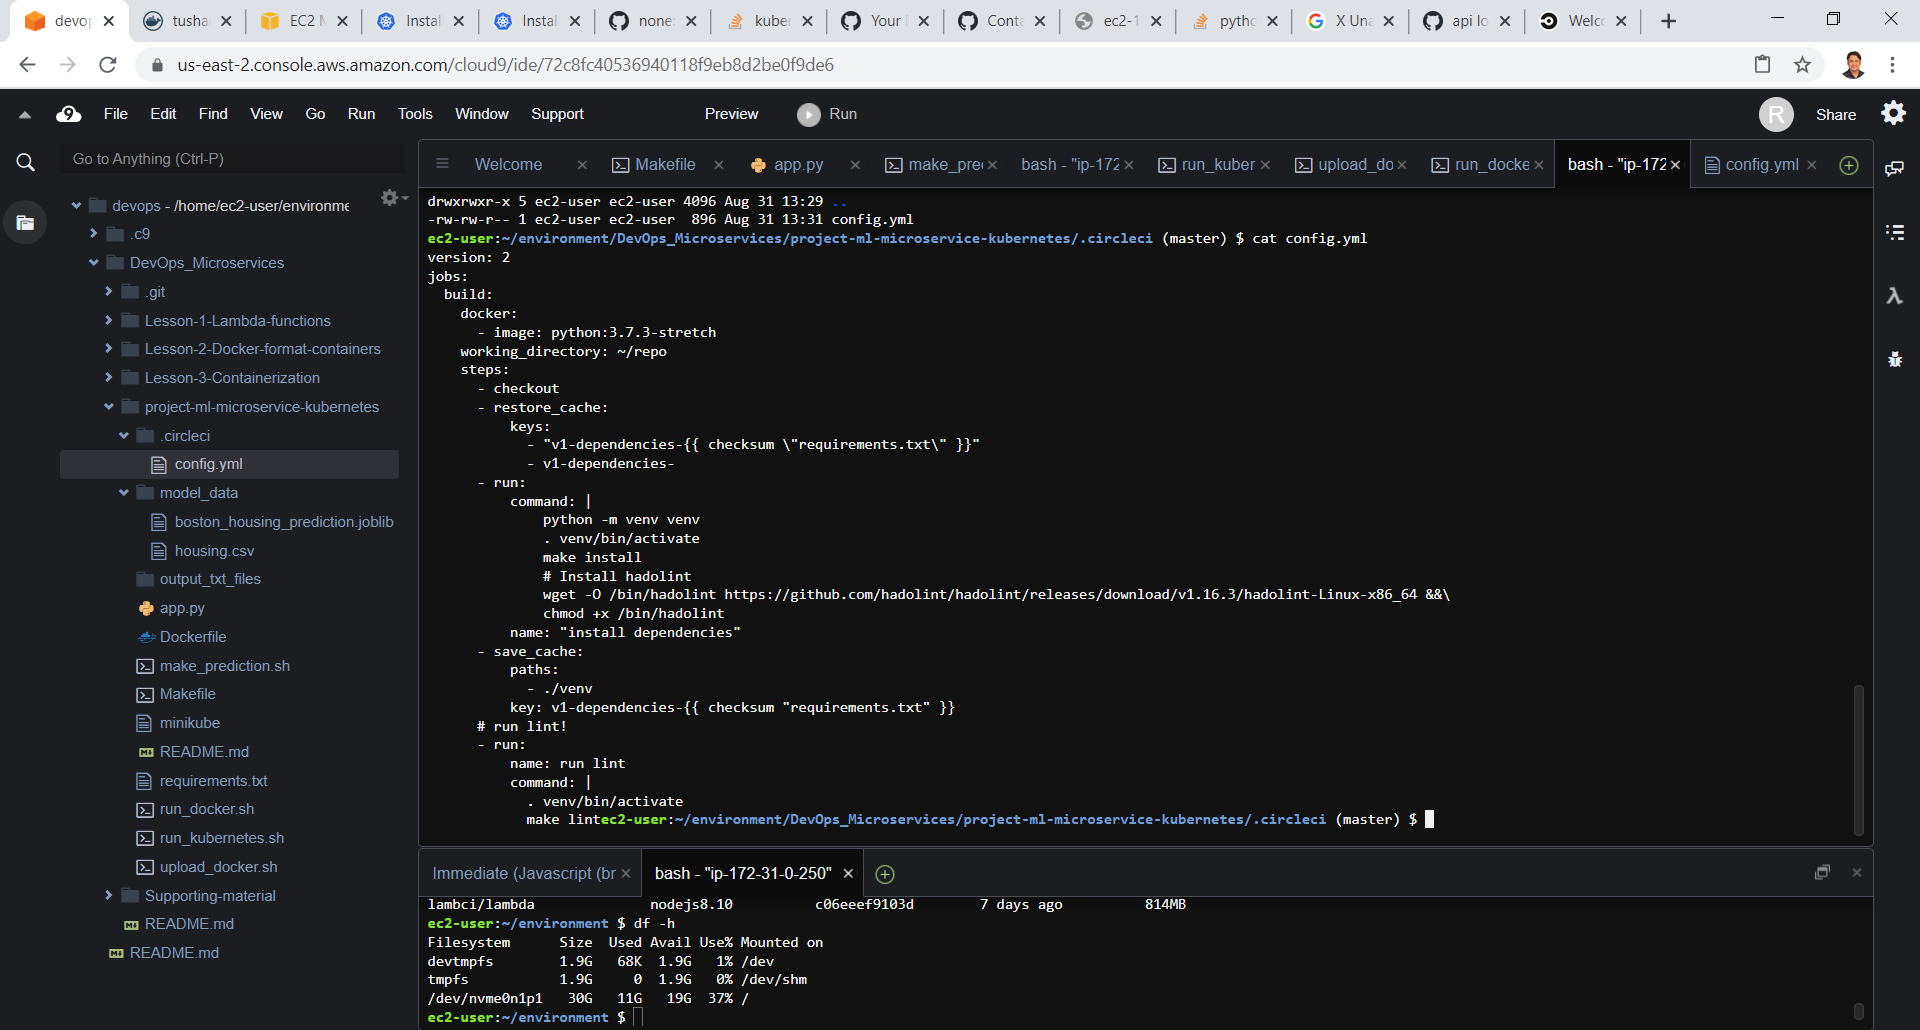 devop
tusha
EC2 M
Instal
Instal
none
kuber
Your
Conta
ec2-1
pytho
X Una
api lo
Welc
us-east-2.console.aws.amazon.com/cloud9/ide/72c8fc40536940118f9eb8d2be0f9de6
9 File Edit Find View Go Run Tools Window Support Preview Run R Share
Go to Anything (Ctrl-P)
Welcome
Makefile
app.py
make_pre
bash - "ip-172
run_kuber
upload_do
run_docke
bash - "ip-172
config.yml
devops - /home/ec2-user/environme
.c9
DevOps_Microservices
.git
Lesson-1-Lambda-functions
Lesson-2-Docker-format-containers
Lesson-3-Containerization
project-ml-microservice-kubernetes
.circleci
config.yml
model_data
boston_housing_prediction.joblib
housing.csv
output_txt_files
app.py
Dockerfile
make_prediction.sh
Makefile
minikube
README.md
requirements.txt
run_docker.sh
run_kubernetes.sh
upload_docker.sh
Supporting-material
README.md
README.md
drwxrwxr-x 5 ec2-user ec2-user 4096 Aug 31 13:29 ..
-rw-rw-r-- 1 ec2-user ec2-user  896 Aug 31 13:31 config.yml
ec2-user:~/environment/DevOps_Microservices/project-ml-microservice-kubernetes/.circleci (master) $ cat config.yml
version: 2
jobs:
  build:
    docker:
      - image: python:3.7.3-stretch
    working_directory: ~/repo
    steps:
      - checkout
      - restore_cache:
          keys:
            - "v1-dependencies-{{ checksum \"requirements.txt\" }}"
            - v1-dependencies-
      - run:
          command: |
              python -m venv venv
              . venv/bin/activate
              make install
              # Install hadolint
              wget -O /bin/hadolint https://github.com/hadolint/hadolint/releases/download/v1.16.3/hadolint-Linux-x86_64 &&\
              chmod +x /bin/hadolint
          name: "install dependencies"
      - save_cache:
          paths:
            - ./venv
          key: v1-dependencies-{{ checksum "requirements.txt" }}
      # run lint!
      - run:
          name: run lint
          command: |
            . venv/bin/activate
            make lintec2-user:~/environment/DevOps_Microservices/project-ml-microservice-kubernetes/.circleci (master) $
Immediate (Javascript (br
bash - "ip-172-31-0-250"
lambci/lambda              nodejs8.10          c06eeef9103d        7 days ago          814MB
ec2-user:~/environment $ df -h
Filesystem      Size  Used Avail Use% Mounted on
devtmpfs        1.9G   68K  1.9G   1% /dev
tmpfs           1.9G     0  1.9G   0% /dev/shm
/dev/nvme0n1p1   30G   11G   19G  37% /
ec2-user:~/environment $